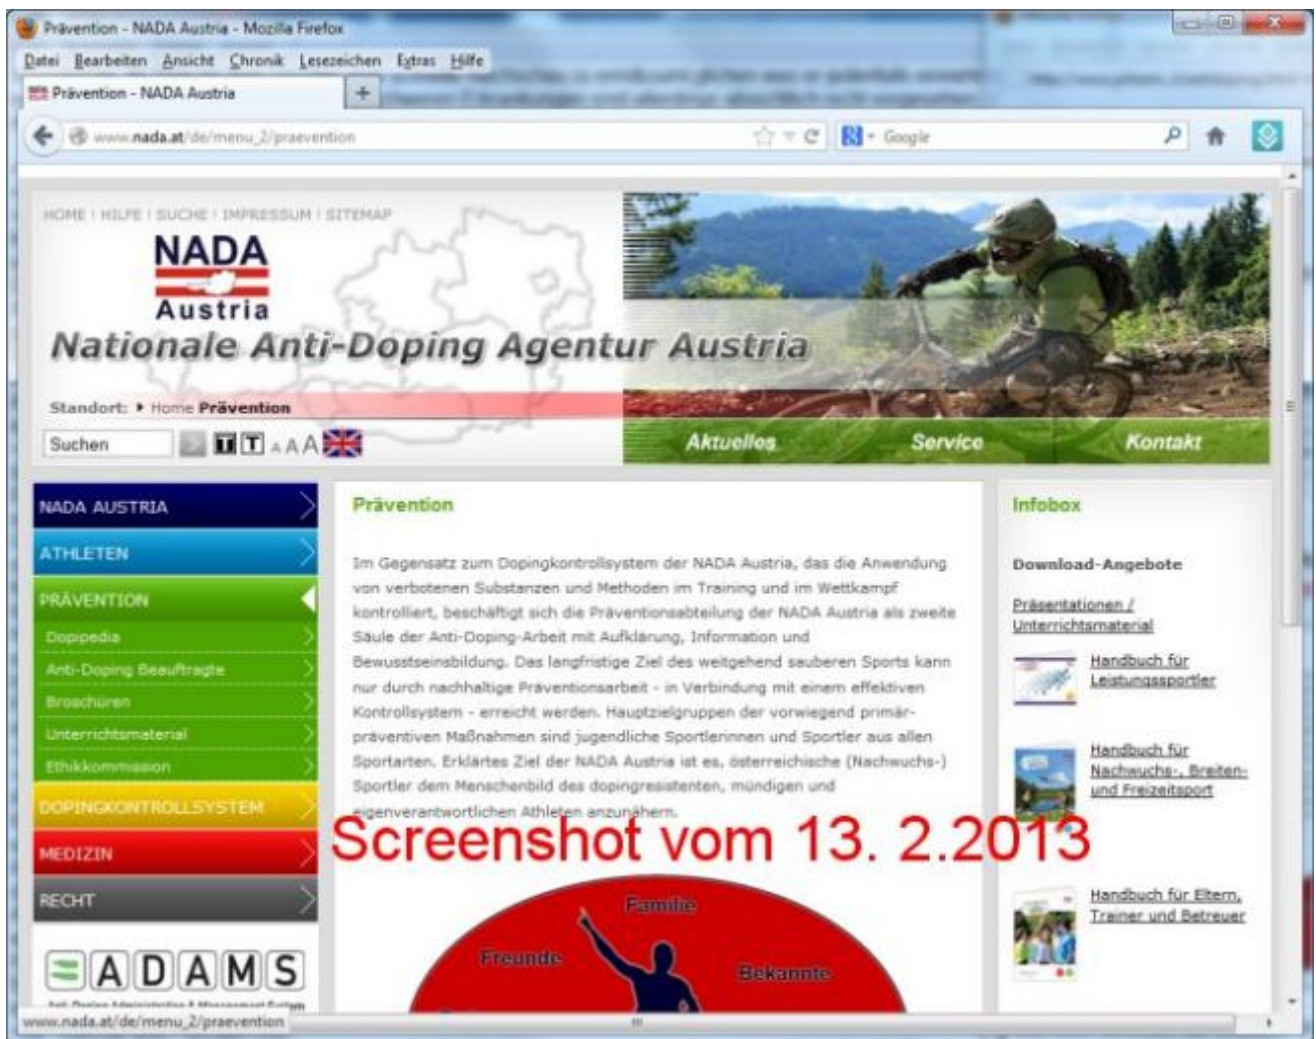 Prävention - NADA Austria - Mozilla Firefox
Datei Bearbeiten Ansicht Chronik Lesezeichen Extras Hilfe
Prävention - NADA Austria +
www.nada.at/de/menu_2/praevention
Google
HOME | HILFE | SUCHE | IMPRESSUM | SITEMAP
NADA
Austria
Nationale Anti-Doping Agentur Austria
Standort: Home Prävention
Suchen T T A A A
Aktuelles Service Kontakt
NADA AUSTRIA
ATHLETEN
PRÄVENTION
Dopipedia
Anti-Doping Beauftragte
Broschüren
Unterrichtsmaterial
Ethikkommission
DOPINGKONTROLLSYSTEM
MEDIZIN
RECHT
ADAMS
Anti-Doping Administration & Management System
Prävention
Im Gegensatz zum Dopingkontrollsystem der NADA Austria, das die Anwendung
von verbotenen Substanzen und Methoden im Training und im Wettkampf
kontrolliert, beschäftigt sich die Präventionsabteilung der NADA Austria als zweite
Säule der Anti-Doping-Arbeit mit Aufklärung, Information und
Bewusstseinsbildung. Das langfristige Ziel des weitgehend sauberen Sports kann
nur durch nachhaltige Präventionsarbeit - in Verbindung mit einem effektiven
Kontrollsystem - erreicht werden. Hauptzielgruppen der vorwiegend primär-
präventiven Maßnahmen sind jugendliche Sportlerinnen und Sportler aus allen
Sportarten. Erklärtes Ziel der NADA Austria ist es, österreichische (Nachwuchs-)
Sportler dem Menschenbild des dopingresistenten, mündigen und
eigenverantwortlichen Athleten anzunähern.
Screenshot vom 13. 2.2013
Familie
Freunde
Bekannte
Infobox
Download-Angebote
Präsentationen /
Unterrichtsmaterial
Handbuch für
Leistungssportler
Handbuch für
Nachwuchs-, Breiten-
und Freizeitsport
Handbuch für Eltern,
Trainer und Betreuer
www.nada.at/de/menu_2/praevention